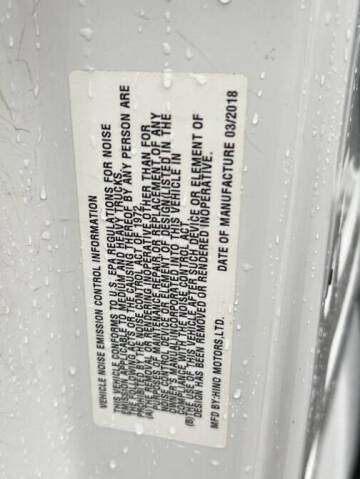 VEHICLE NOISE EMISSION CONTROL INFORMATION
THIS VEHICLE CONFORMS TO U.S. EPA REGULATIONS FOR NOISE
EMISSION APPLICABLE TO MEDIUM AND HEAVY TRUCKS.
THE FOLLOWING ACTS OR THE CAUSING THEREOF BY ANY PERSON ARE
PROHIBITED BY THE NOISE CONTROL ACT OF 1972
(A) THE REMOVAL OR RENDERING INOPERATIVE OTHER THAN FOR
PURPOSES OF MAINTENANCE, REPAIR, OR REPLACEMENT OF ANY
NOISE CONTROL DEVICE OR ELEMENT OF DESIGN (LISTED IN THE
OWNER'S MANUAL) INCORPORATED INTO THIS VEHICLE IN
COMPLIANCE WITH THE NOISE CONTROL ACT
(B) THE USE OF THIS VEHICLE AFTER SUCH DEVICE OR ELEMENT OF
DESIGN HAS BEEN REMOVED OR RENDERED INOPERATIVE.
MFD BY:HINO MOTORS,LTD. DATE OF MANUFACTURE 03/2018